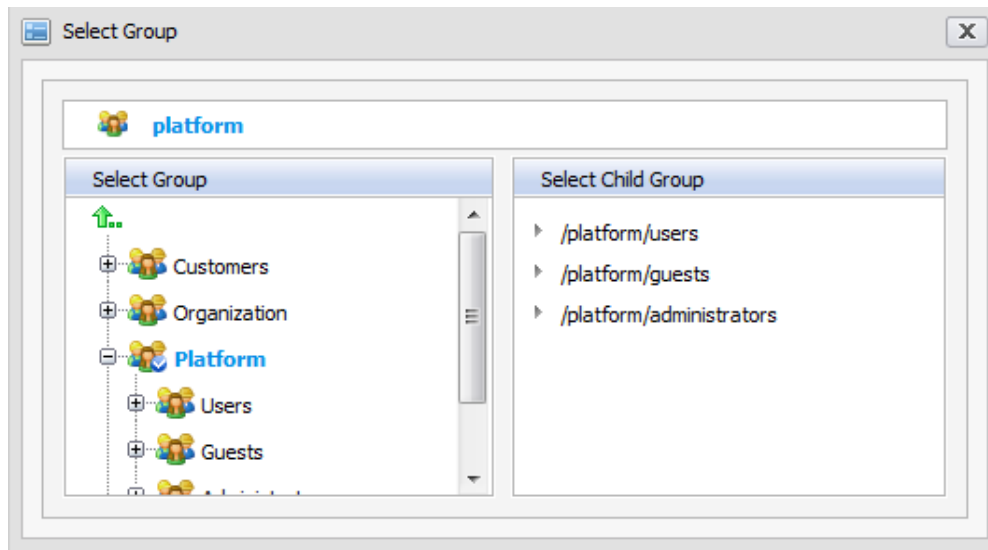 Select Group
platform
Select Group
Select Child Group
Customers
Organization
Platform
Users
Guests
/platform/users
/platform/guests
/platform/administrators